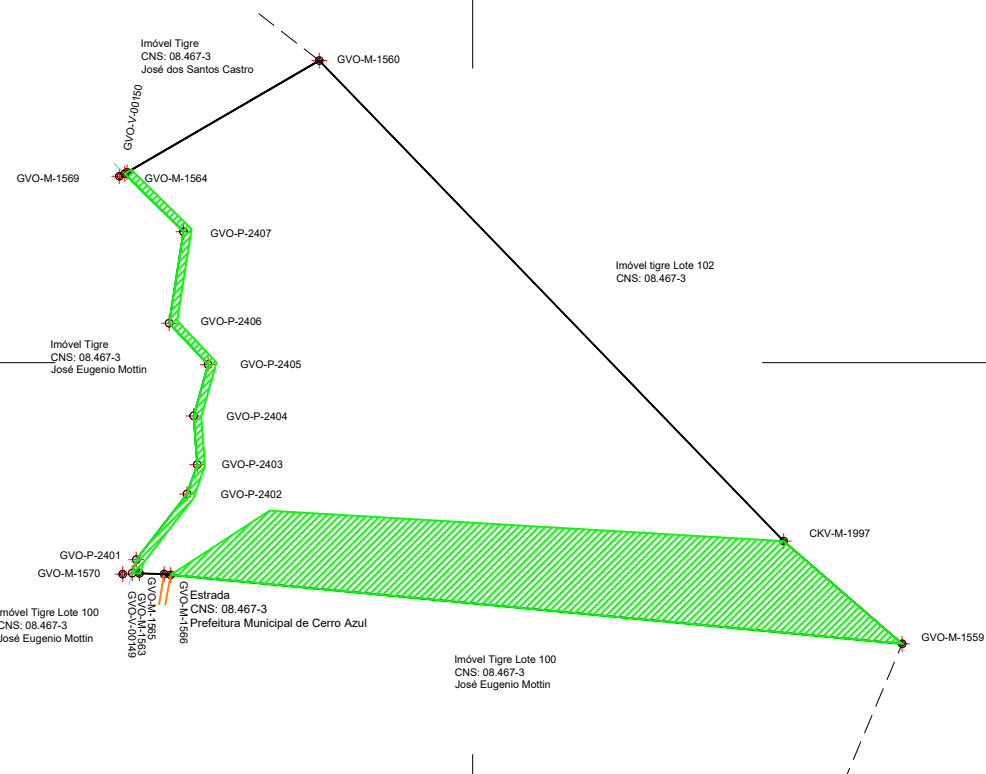 Imóvel Tigre
CNS: 08.467-3
José dos Santos Castro
GVO-M-1560
GVO-V-00150
GVO-M-1569
GVO-M-1564
GVO-P-2407
Imóvel tigre Lote 102
CNS: 08.467-3
GVO-P-2406
Imóvel Tigre
CNS: 08.467-3
José Eugenio Mottin
GVO-P-2405
GVO-P-2404
GVO-P-2403
GVO-P-2402
CKV-M-1997
GVO-P-2401
GVO-M-1570
GVO-V-00149
GVO-M-1563
GVO-M-1565
GVO-M-1566
Estrada
CNS: 08.467-3
Prefeitura Municipal de Cerro Azul
móvel Tigre Lote 100
CNS: 08.467-3
José Eugenio Mottin
GVO-M-1559
Imóvel Tigre Lote 100
CNS: 08.467-3
José Eugenio Mottin